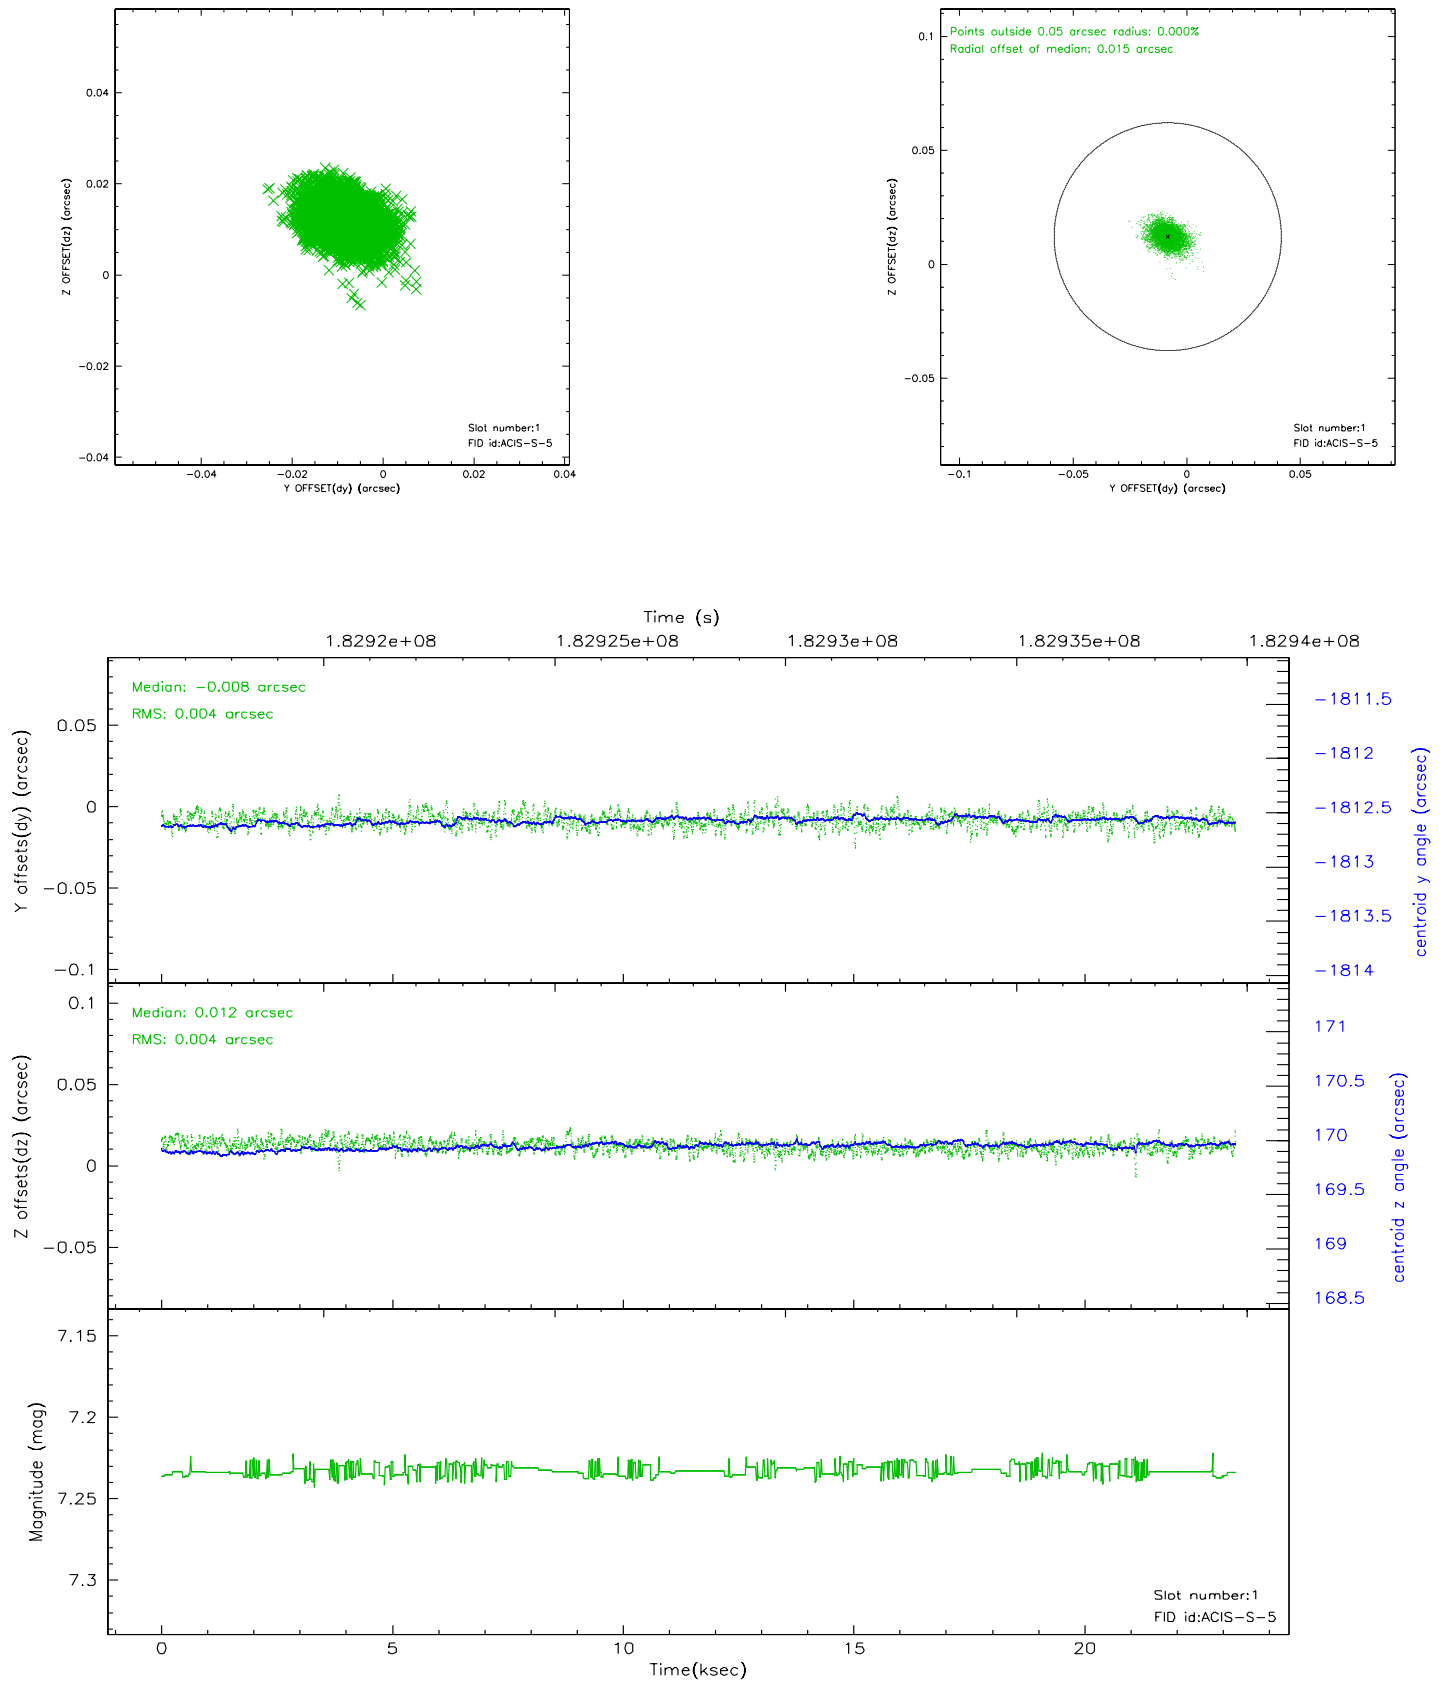 0.04
0.02
0
−0.02
−0.04
Z OFFSET(dz) (arcsec)
Slot number:1
FID id:ACIS−S−5
−0.04
−0.02
0
0.02
0.04
Y OFFSET(dy) (arcsec)
Points outside 0.05 arcsec radius: 0.000%
Radial offset of median: 0.015 arcsec
0.1
0.05
0
−0.05
Z OFFSET(dz) (arcsec)
Slot number:1
FID id:ACIS−S−5
−0.1
−0.05
0
0.05
Y OFFSET(dy) (arcsec)
Time (s)
1.8292e+08
1.82925e+08
1.8293e+08
1.82935e+08
1.8294e+08
Median: −0.008 arcsec
RMS: 0.004 arcsec
0.05
0
−0.05
−0.1
Y offsets(dy) (arcsec)
−1811.5
−1812
−1812.5
−1813
−1813.5
−1814
centroid y angle (arcsec)
Median: 0.012 arcsec
RMS: 0.004 arcsec
0.1
0.05
0
−0.05
Z offsets(dz) (arcsec)
171
170.5
170
169.5
169
168.5
centroid z angle (arcsec)
7.15
7.2
7.25
7.3
Magnitude (mag)
Slot number:1
FID id:ACIS−S−5
0
5
10
15
20
Time(ksec)